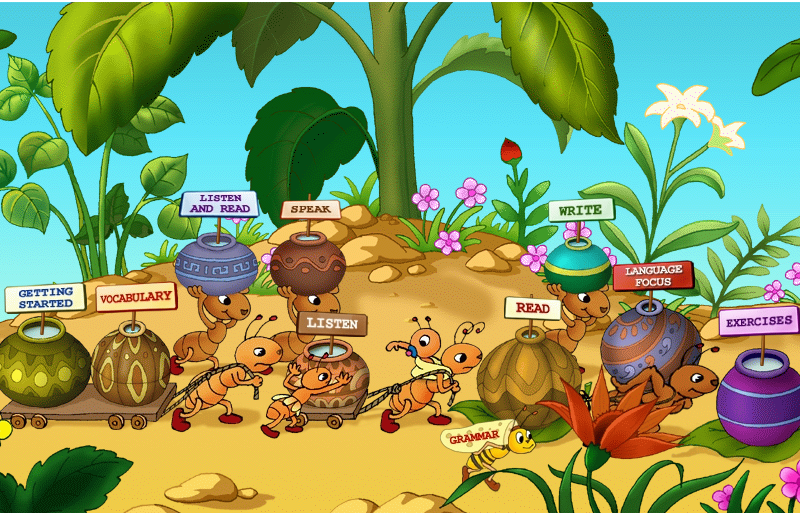 LISTEN
AND READ
SPEAK
WRITE
LANGUAGE
FOCUS
GETTING
STARTED
VOCABULARY
LISTEN
READ
EXERCISES
GRAMMAR